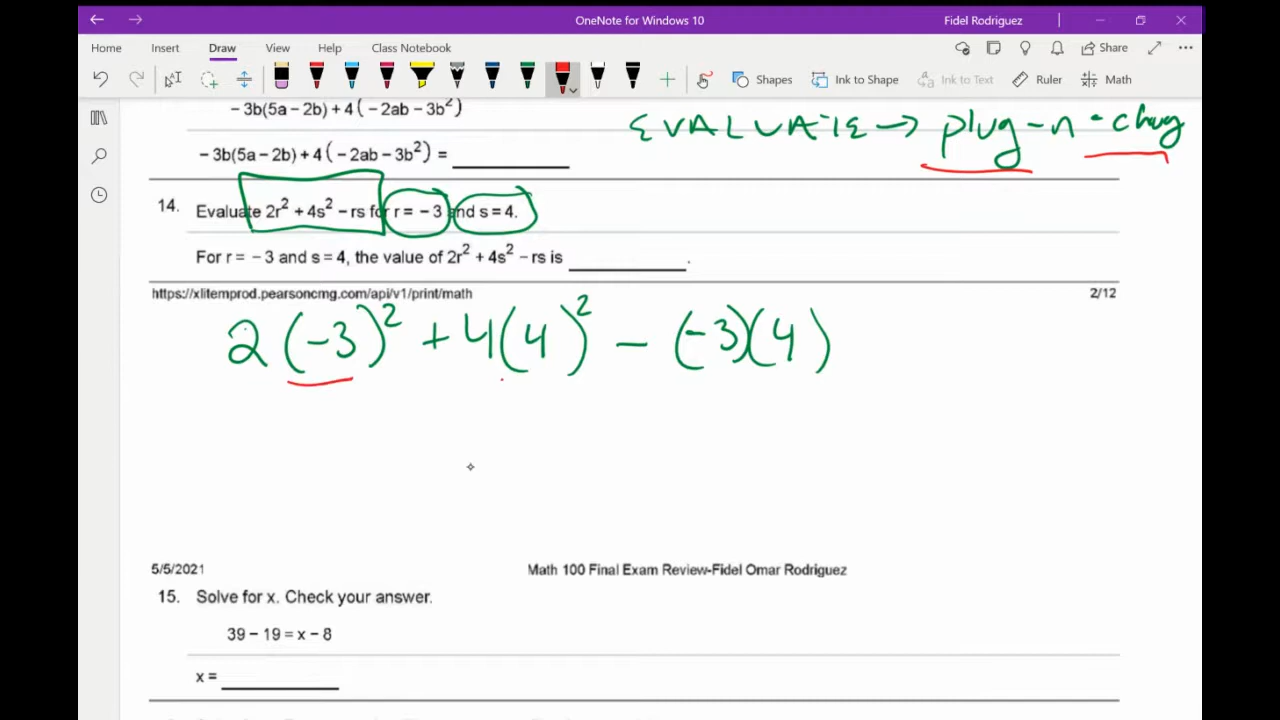 OneNote for Windows 10
Fidel Rodriguez
Home Insert Draw View Help Class Notebook Share
Shapes Ink to Shape Ink to Text Ruler Math
− 3b(5a − 2b) + 4(− 2ab − 3b²)
EVALUATE → plug-n-chug
− 3b(5a − 2b) + 4(− 2ab − 3b²) = ________
14. Evaluate 2r² + 4s² − rs for r = − 3 and s = 4.
For r = − 3 and s = 4, the value of 2r² + 4s² − rs is ________.
https://xlitemprod.pearsoncmg.com/api/v1/print/math 2/12
2(-3)² + 4(4)² - (-3)(4)
5/5/2021 Math 100 Final Exam Review-Fidel Omar Rodriguez
15. Solve for x. Check your answer.
39 − 19 = x − 8
x = ________